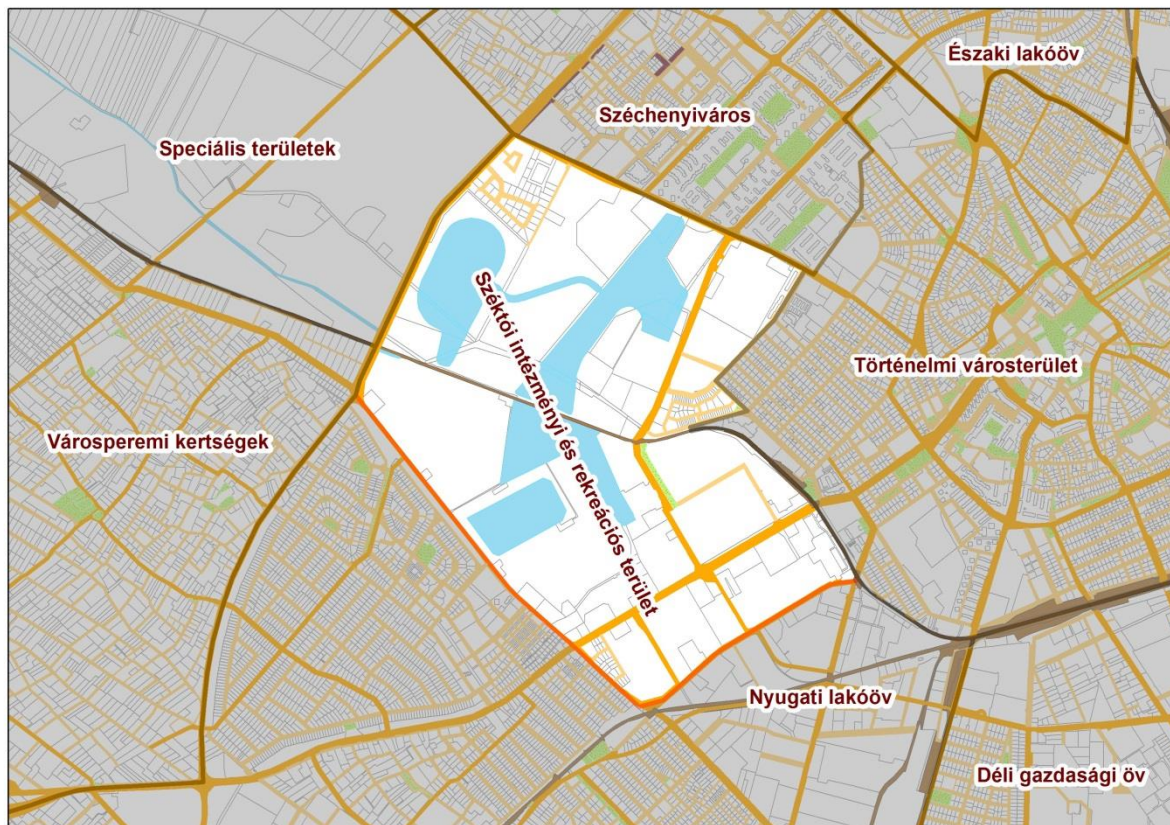 Északi lakóöv
Széchenyiváros
Speciális területek
Széktói intézményi és rekreációs terület
Történelmi városterület
Városperemi kertségek
Nyugati lakóöv
Déli gazdasági öv